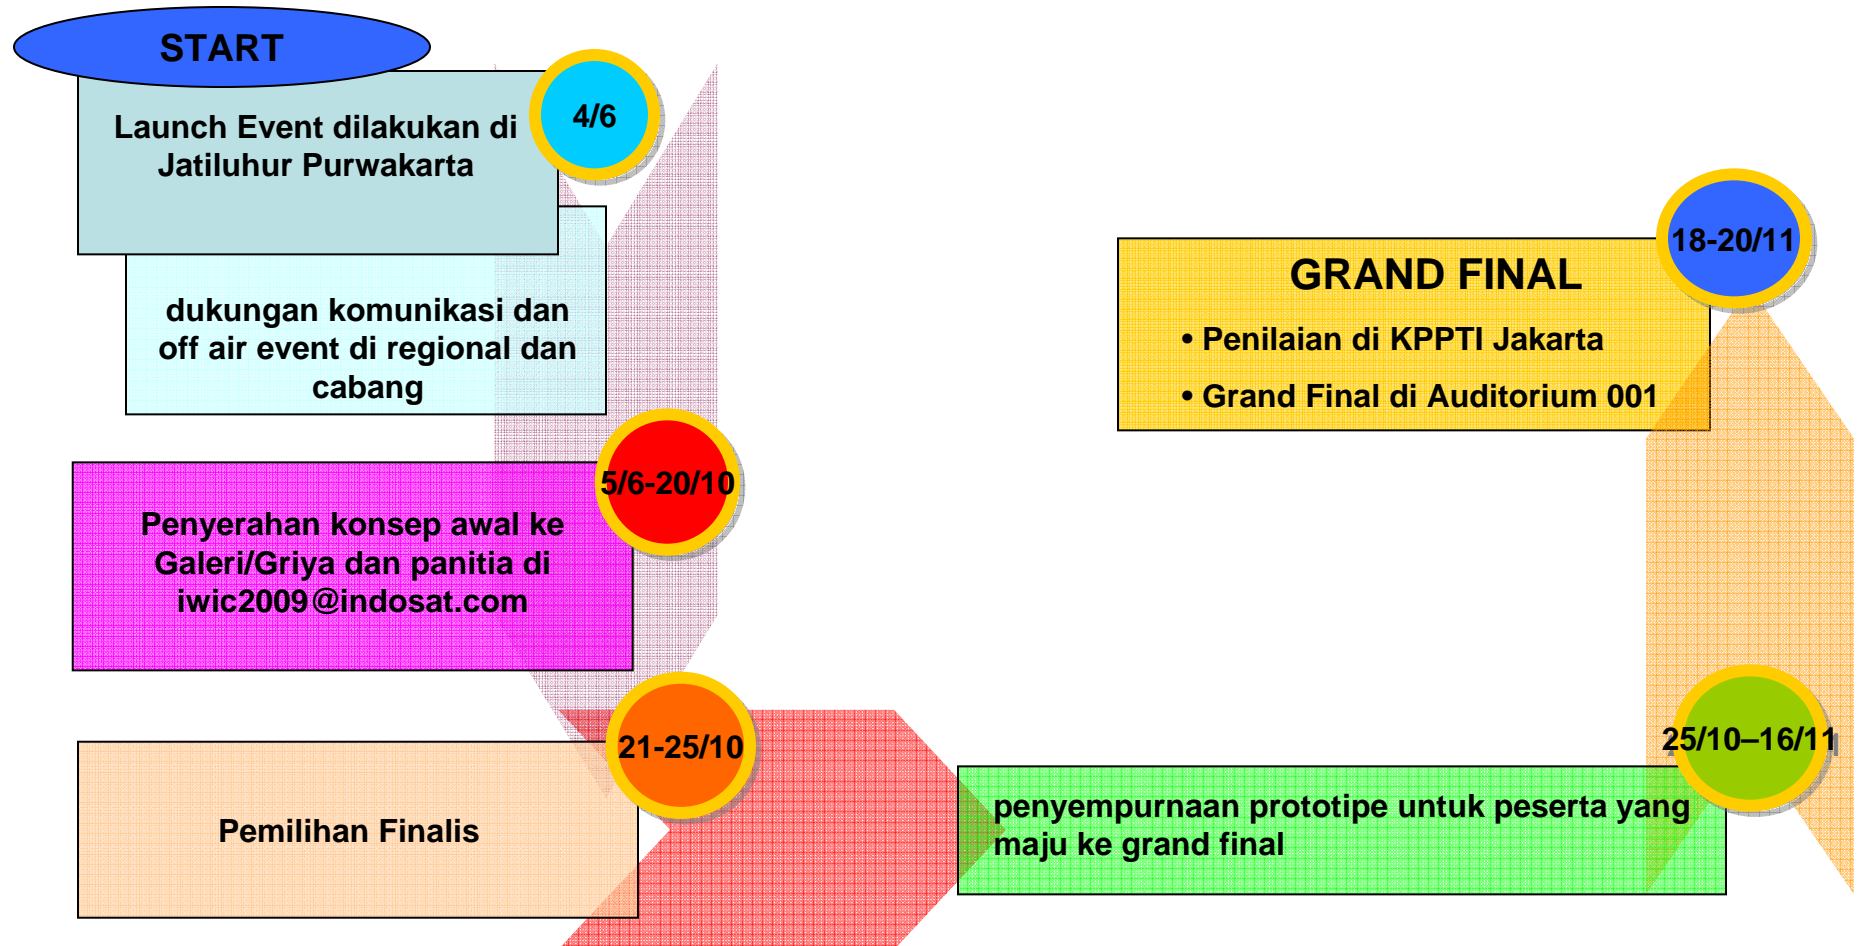 START
4/6
Launch Event dilakukan di
Jatiluhur Purwakarta
dukungan komunikasi dan
off air event di regional dan
cabang
5/6-20/10
Penyerahan konsep awal ke
Galeri/Griya dan panitia di
iwic2009@indosat.com
21-25/10
Pemilihan Finalis
25/10–16/11
penyempurnaan prototipe untuk peserta yang
maju ke grand final
18-20/11
GRAND FINAL
• Penilaian di KPPTI Jakarta
• Grand Final di Auditorium 001